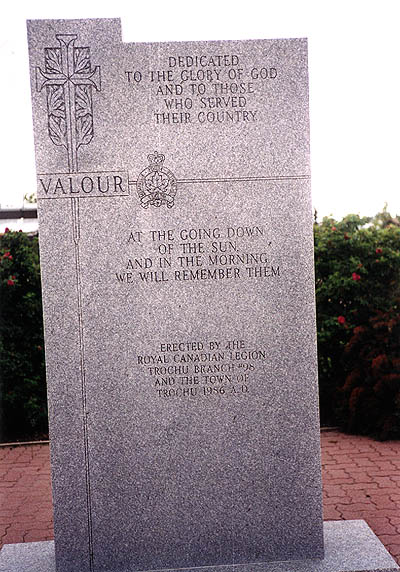 DEDICATED
TO THE GLORY OF GOD
AND TO THOSE
WHO SERVED
THEIR COUNTRY
VALOUR
AT THE GOING DOWN
OF THE SUN,
AND IN THE MORNING
WE WILL REMEMBER THEM
ERECTED BY THE
ROYAL CANADIAN LEGION
TROCHU BRANCH #98
AND THE TOWN OF
TROCHU 1986 A.D.